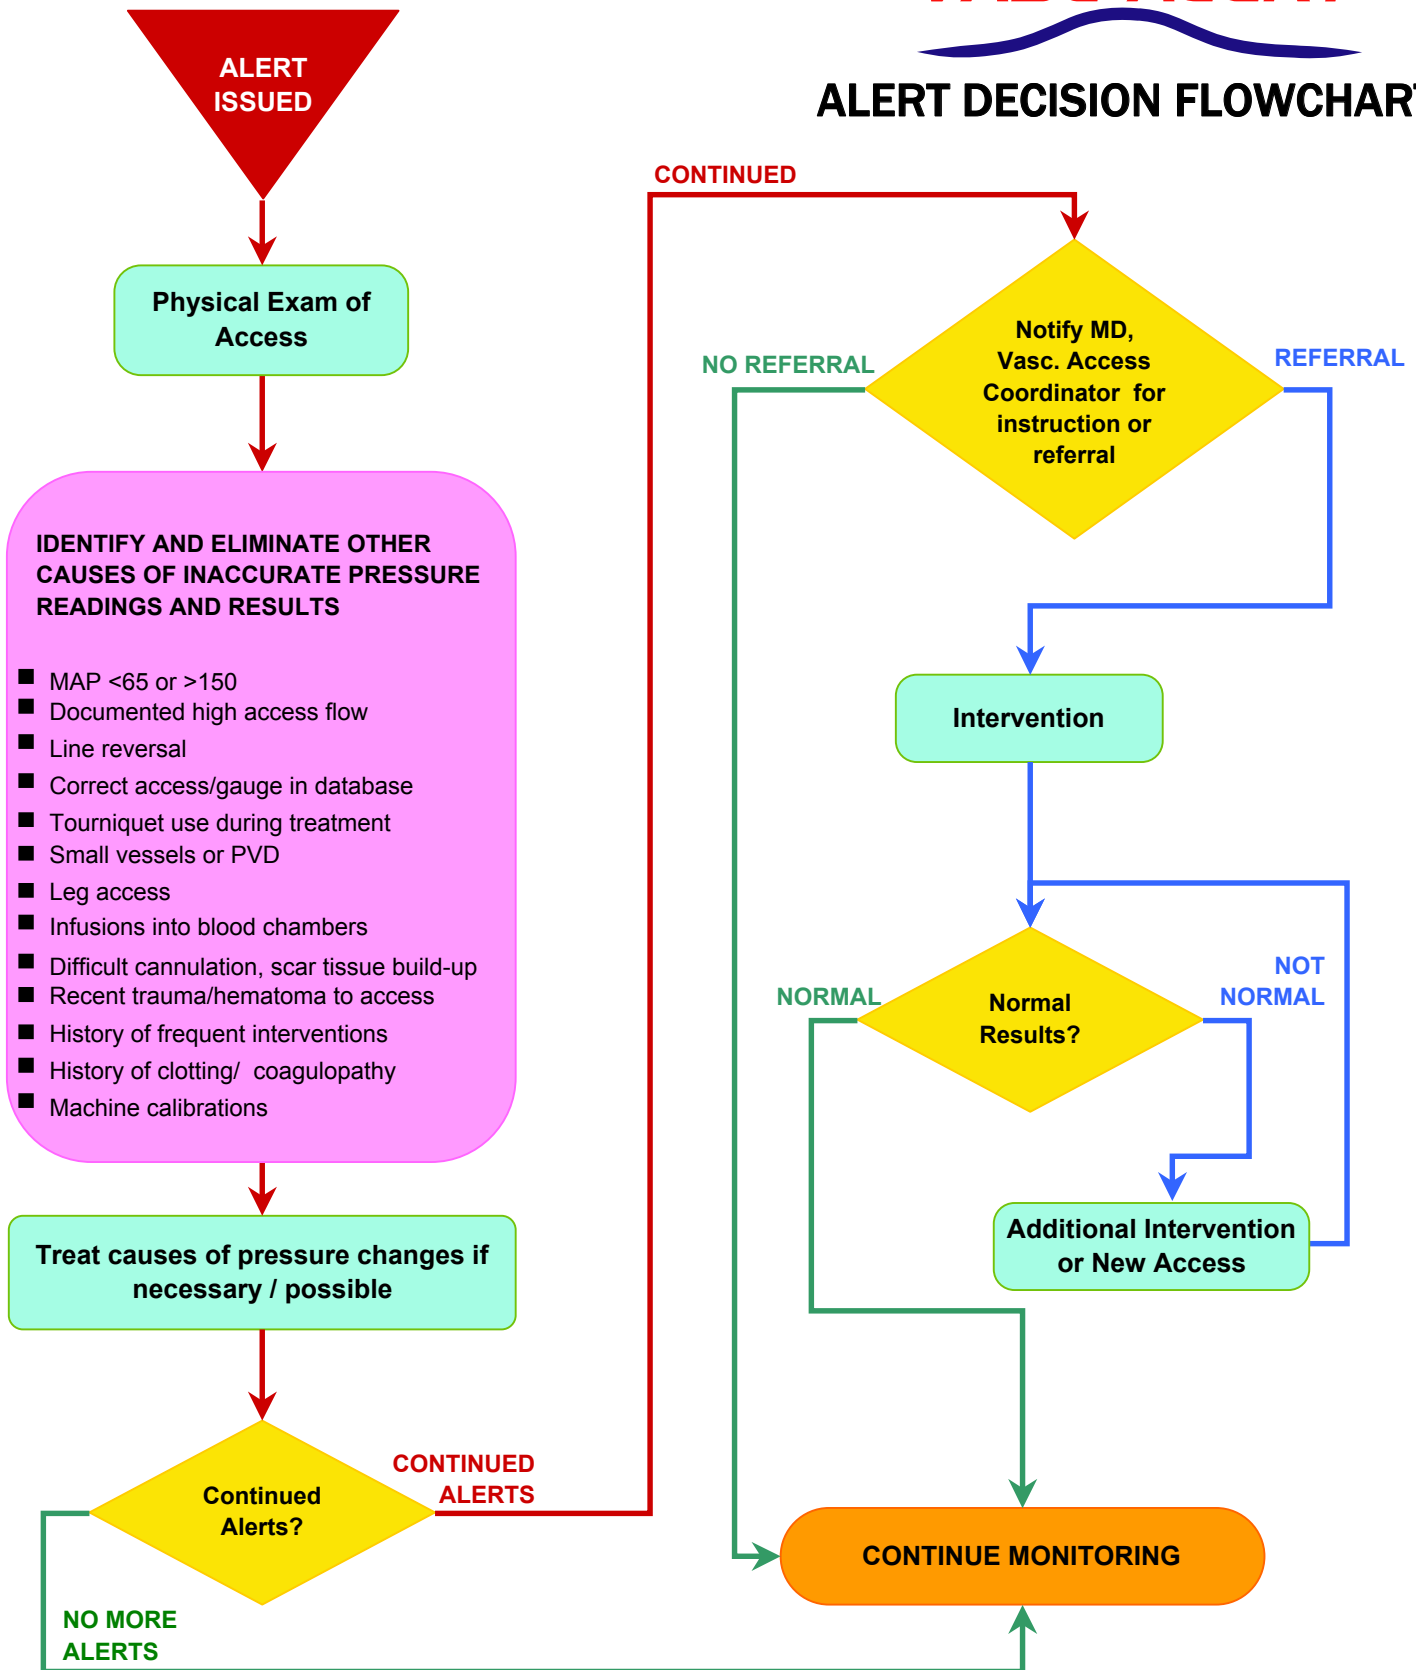 ALERT DECISION FLOWCHART
ALERT
ISSUED
Physical Exam of
Access
IDENTIFY AND ELIMINATE OTHER
CAUSES OF INACCURATE PRESSURE
READINGS AND RESULTS
MAP <65 or >150
Documented high access flow
Line reversal
Correct access/gauge in database
Tourniquet use during treatment
Small vessels or PVD
Leg access
Infusions into blood chambers
Difficult cannulation, scar tissue build-up
Recent trauma/hematoma to access
History of frequent interventions
History of clotting/ coagulopathy
Machine calibrations
Treat causes of pressure changes if
necessary / possible
Continued
Alerts?
CONTINUED
ALERTS
NO MORE
ALERTS
CONTINUED
Notify MD,
Vasc. Access
Coordinator for
instruction or
referral
NO REFERRAL
REFERRAL
Intervention
Normal
Results?
NORMAL
NOT
NORMAL
Additional Intervention
or New Access
CONTINUE MONITORING